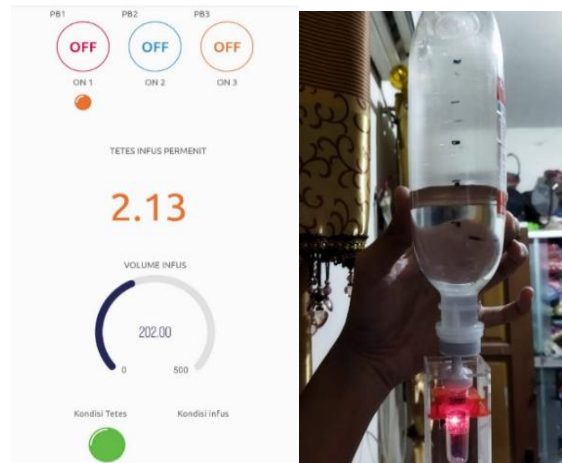 PB1 PB2 PB3
OFF OFF OFF
ON 1 ON 2 ON 3
TETES INFUS PERMENIT
2.13
VOLUME INFUS
202.00
0 500
Kondisi Tetes Kondisi Infus